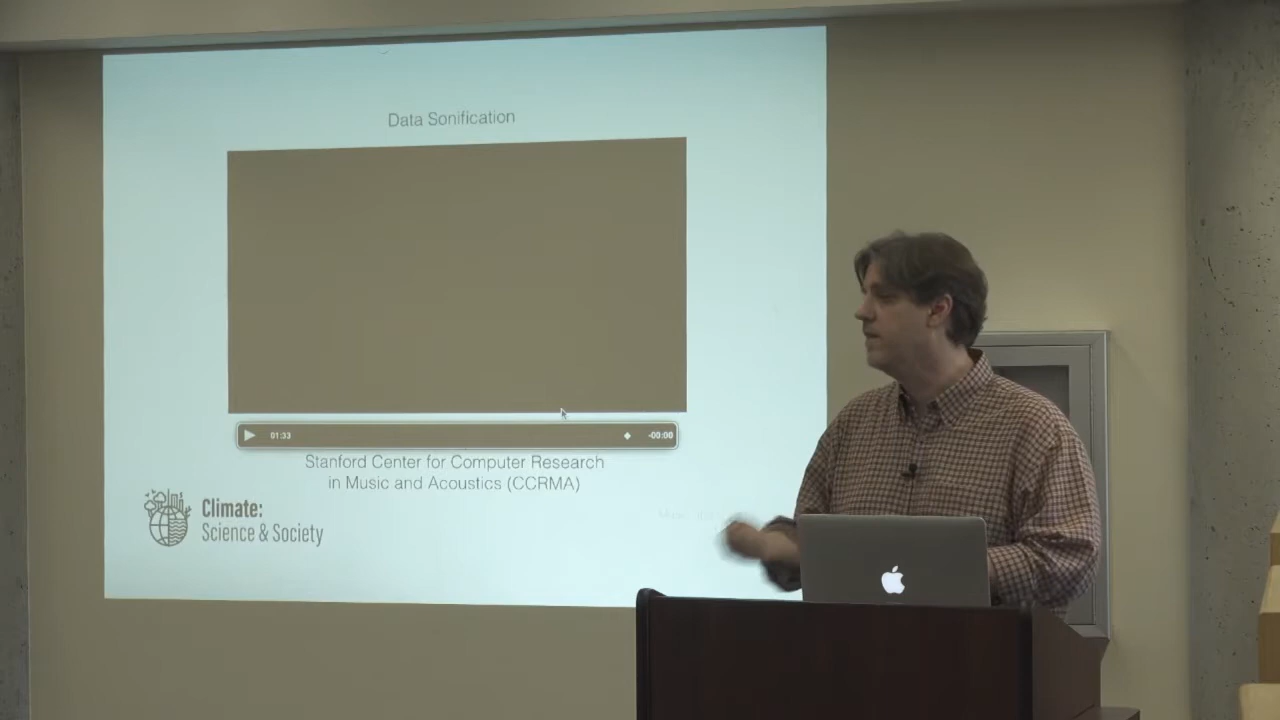 Data Sonification
01:33
-00:00
Stanford Center for Computer Research
in Music and Acoustics (CCRMA)
Climate:
Science & Society